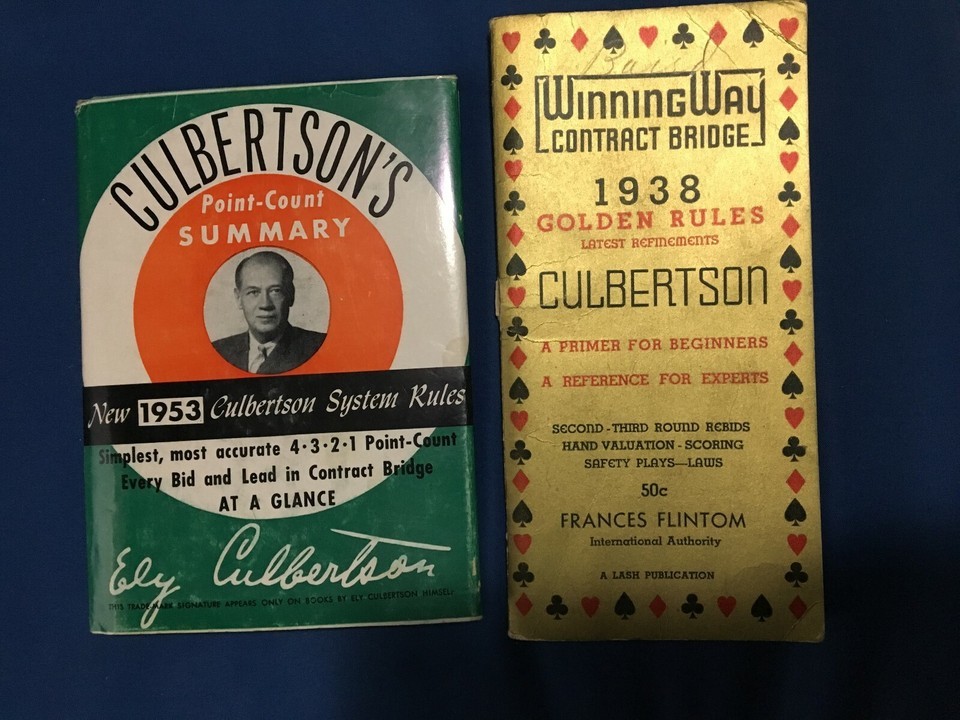 CULBERTSON'S
Point-Count
SUMMARY
New 1953 Culbertson System Rules
Simplest, most accurate 4·3·2·1 Point-Count
Every Bid and Lead in Contract Bridge
AT A GLANCE
Ely Culbertson
THIS TRADE-MARK SIGNATURE APPEARS ONLY ON BOOKS BY ELY CULBERTSON HIMSELF
WINNING WAY
CONTRACT BRIDGE
1938
GOLDEN RULES
LATEST REFINEMENTS
CULBERTSON
A PRIMER FOR BEGINNERS
A REFERENCE FOR EXPERTS
SECOND-THIRD ROUND REBIDS
HAND VALUATION - SCORING
SAFETY PLAYS—LAWS
50c
FRANCES FLINTOM
International Authority
A LASH PUBLICATION